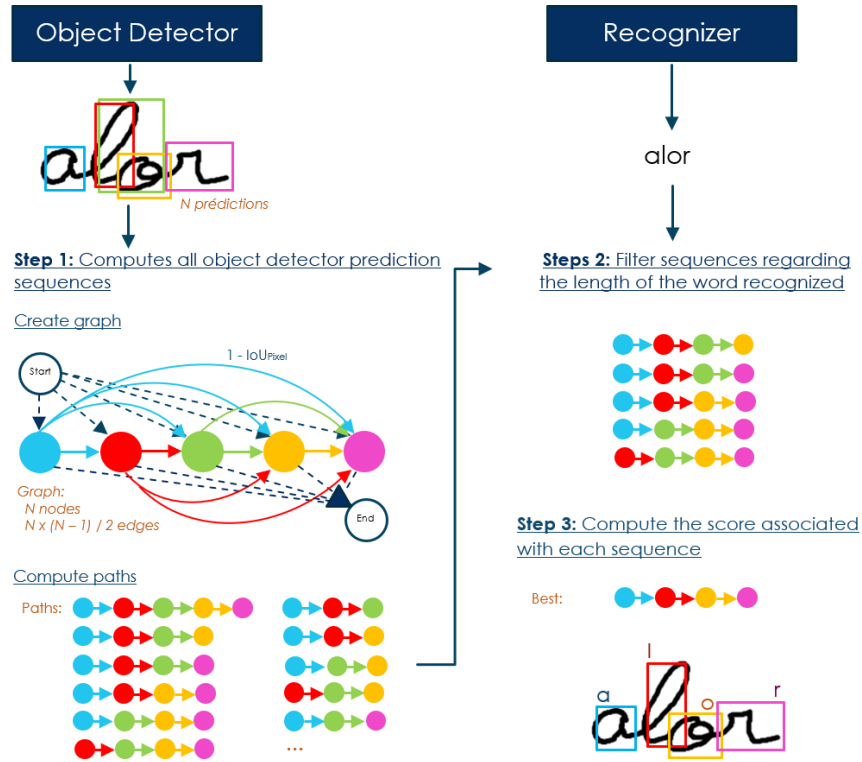 Object Detector
alor
N prédictions
Step 1: Computes all object detector prediction
sequences
Create graph
1 - IoUPixel
Start
End
Graph:
N nodes
N x (N – 1) / 2 edges
Compute paths
Paths:
...
Recognizer
alor
Steps 2: Filter sequences regarding
the length of the word recognized
Step 3: Compute the score associated
with each sequence
Best:
l
a
o
r
alor